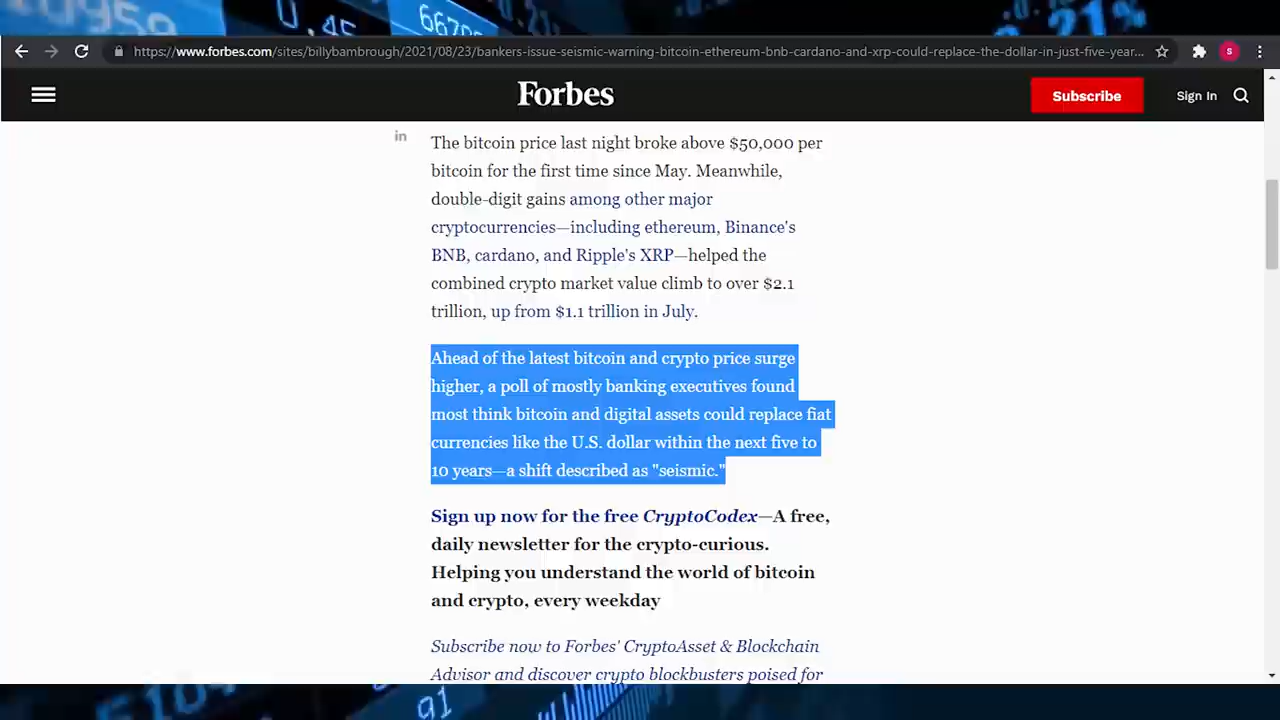 0.45
667
.21%
https://www.forbes.com/sites/billybambrough/2021/08/23/bankers-issue-seismic-warning-bitcoin-ethereum-bnb-cardano-and-xrp-could-replace-the-dollar-in-just-five-year...
S
Forbes
Subscribe
Sign In
in
The bitcoin price last night broke above $50,000 per
bitcoin for the first time since May. Meanwhile,
double-digit gains among other major
cryptocurrencies—including ethereum, Binance's
BNB, cardano, and Ripple's XRP—helped the
combined crypto market value climb to over $2.1
trillion, up from $1.1 trillion in July.
Ahead of the latest bitcoin and crypto price surge
higher, a poll of mostly banking executives found
most think bitcoin and digital assets could replace fiat
currencies like the U.S. dollar within the next five to
10 years—a shift described as "seismic."
Sign up now for the free CryptoCodex—A free,
daily newsletter for the crypto-curious.
Helping you understand the world of bitcoin
and crypto, every weekday
Subscribe now to Forbes' CryptoAsset & Blockchain
Advisor and discover crypto blockbusters poised for
91